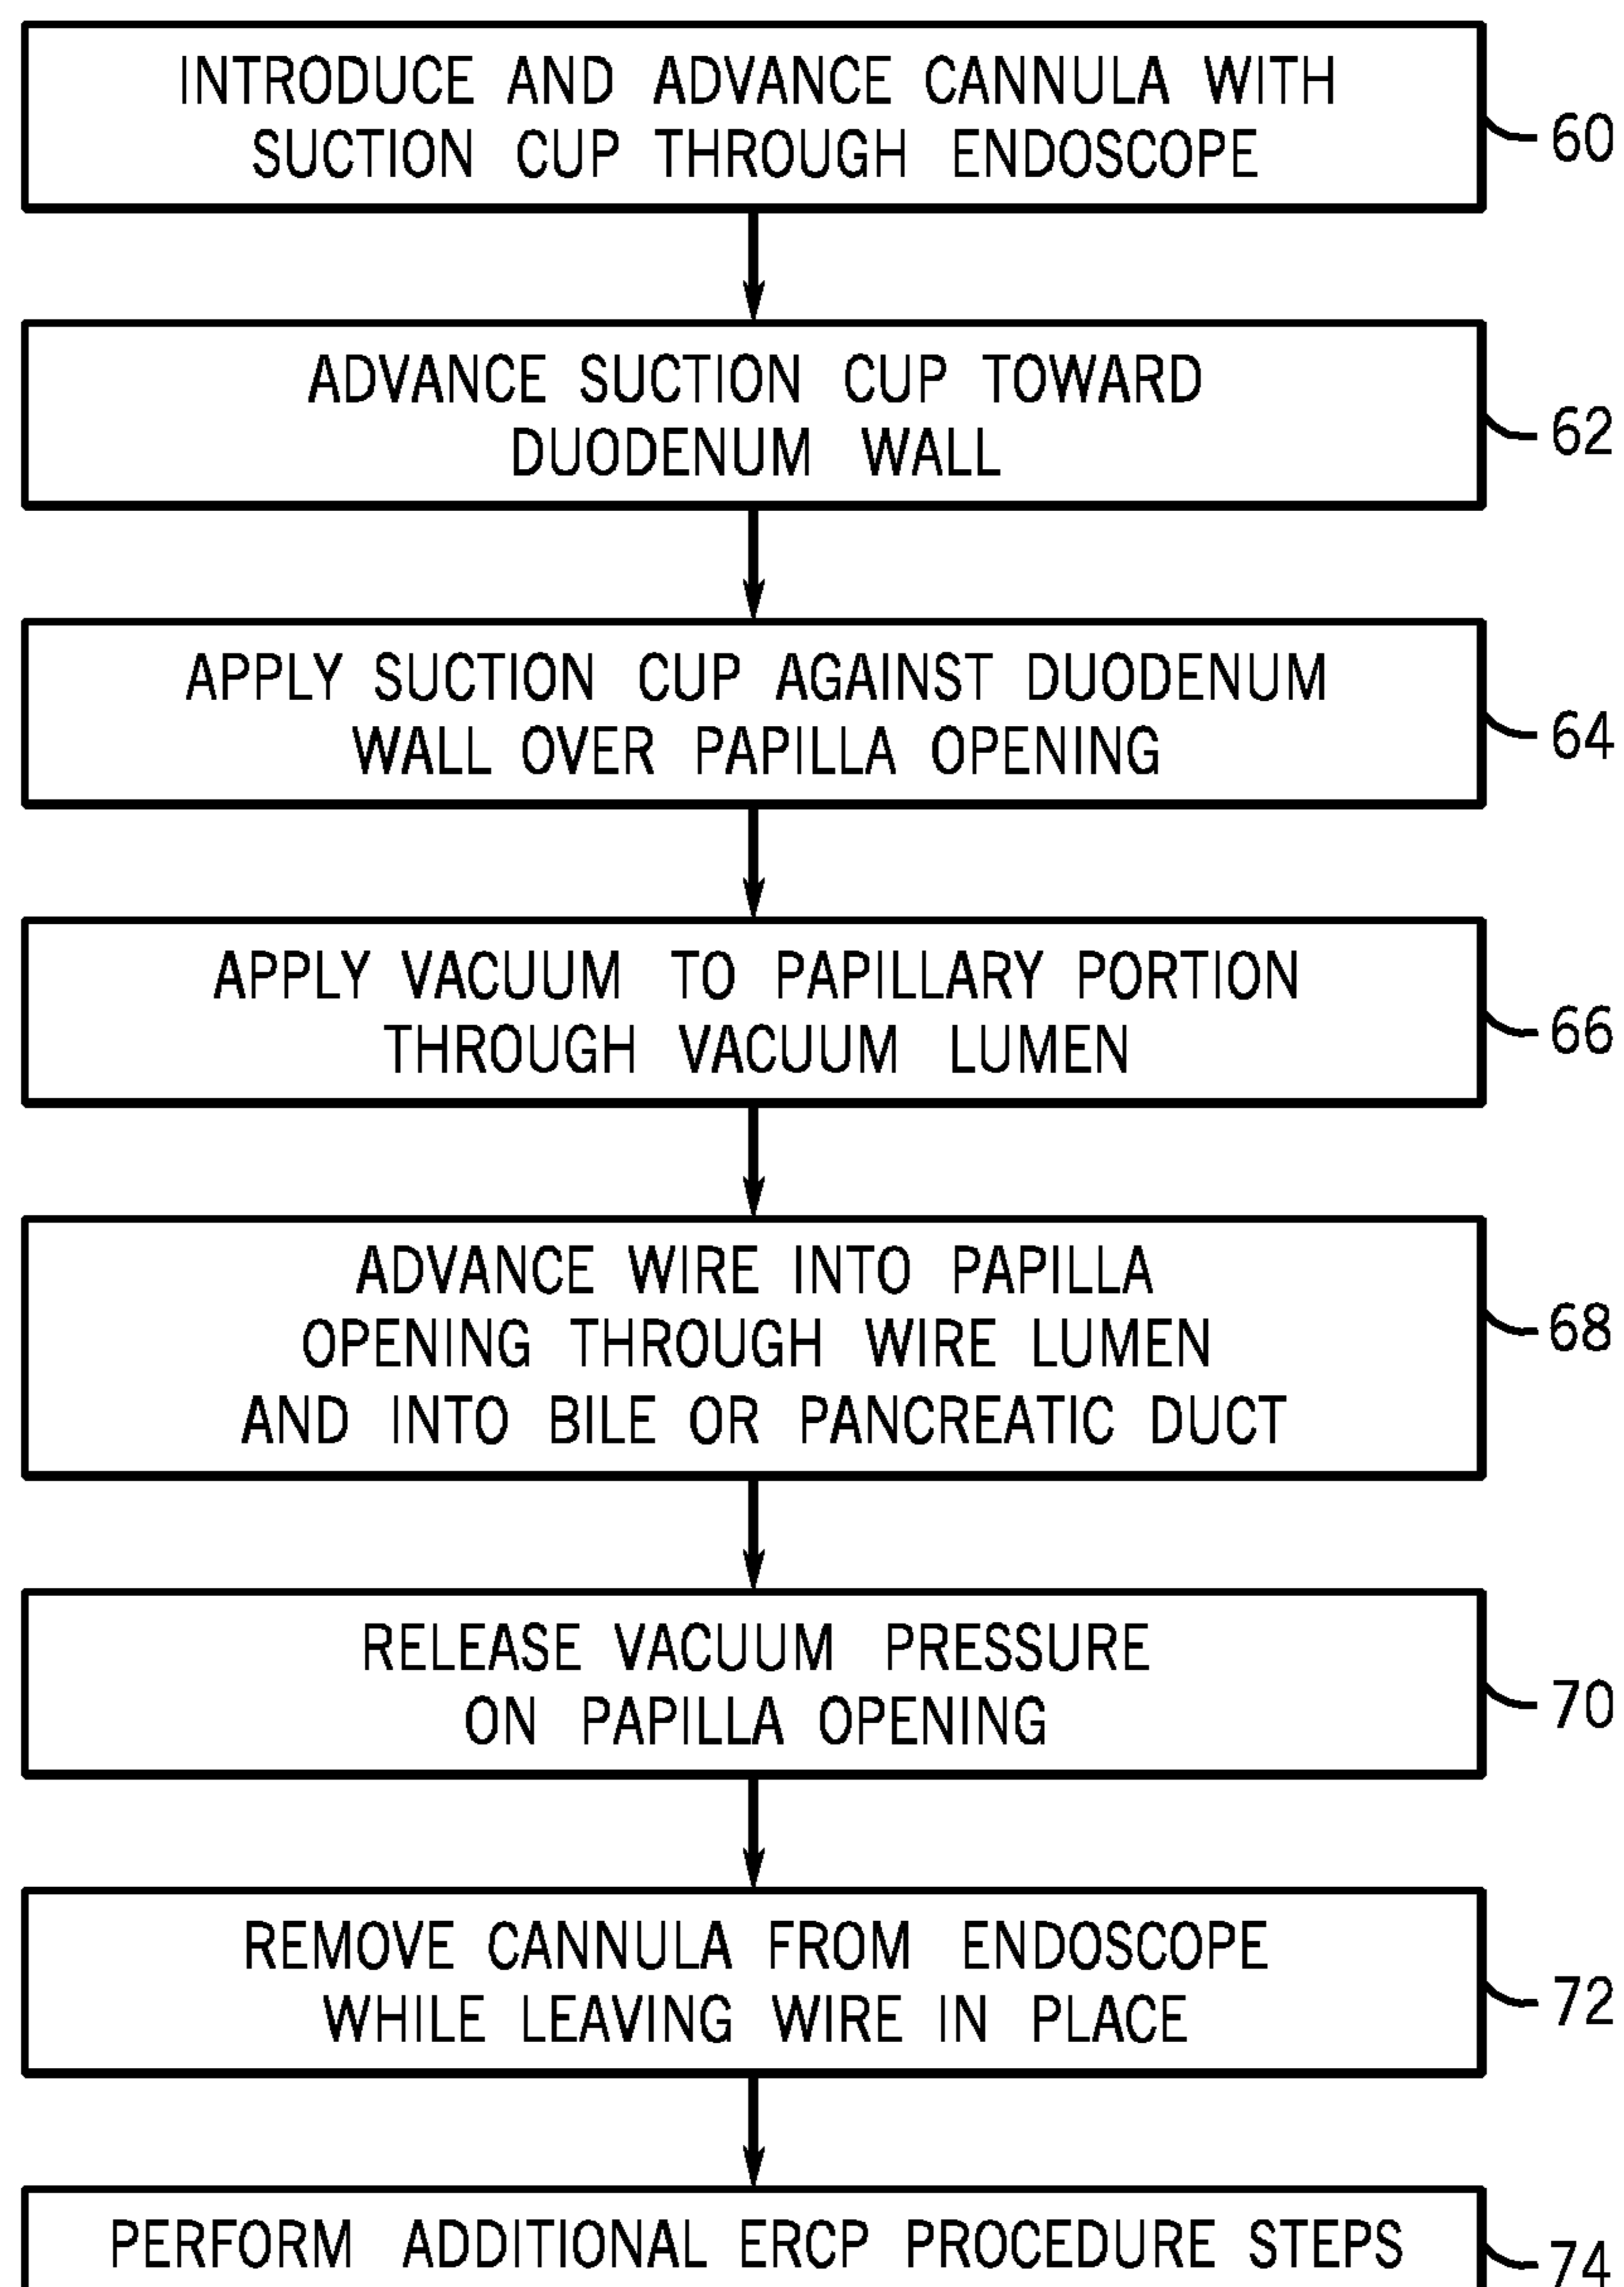 INTRODUCE AND ADVANCE CANNULA WITH
SUCTION CUP THROUGH ENDOSCOPE
60
ADVANCE SUCTION CUP TOWARD
DUODENUM WALL
62
APPLY SUCTION CUP AGAINST DUODENUM
WALL OVER PAPILLA OPENING
64
APPLY VACUUM TO PAPILLARY PORTION
THROUGH VACUUM LUMEN
66
ADVANCE WIRE INTO PAPILLA
OPENING THROUGH WIRE LUMEN
AND INTO BILE OR PANCREATIC DUCT
68
RELEASE VACUUM PRESSURE
ON PAPILLA OPENING
70
REMOVE CANNULA FROM ENDOSCOPE
WHILE LEAVING WIRE IN PLACE
72
PERFORM ADDITIONAL ERCP PROCEDURE STEPS
74